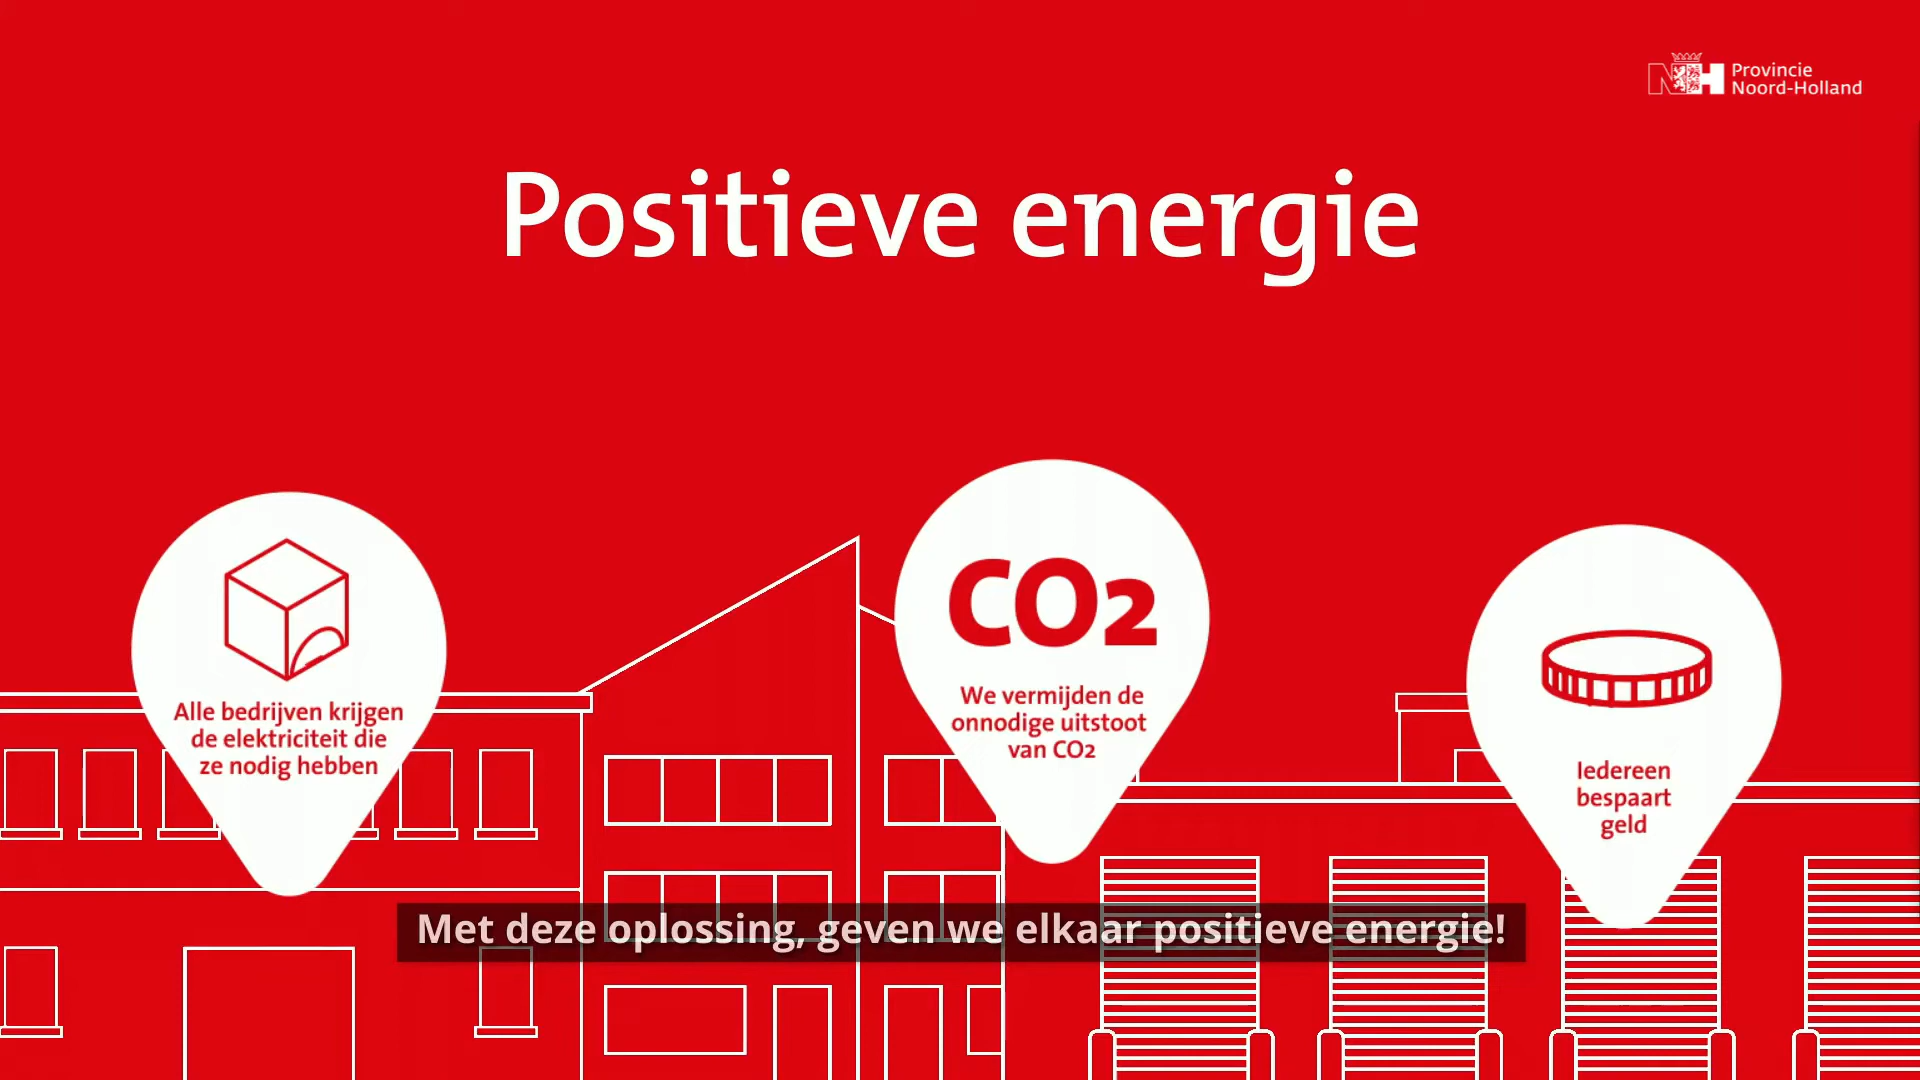 Provincie
Noord-Holland
Positieve energie
Alle bedrijven krijgen
de elektriciteit die
ze nodig hebben
CO2
We vermijden de
onnodige uitstoot
van CO2
Iedereen
bespaart
geld
Met deze oplossing, geven we elkaar positieve energie!